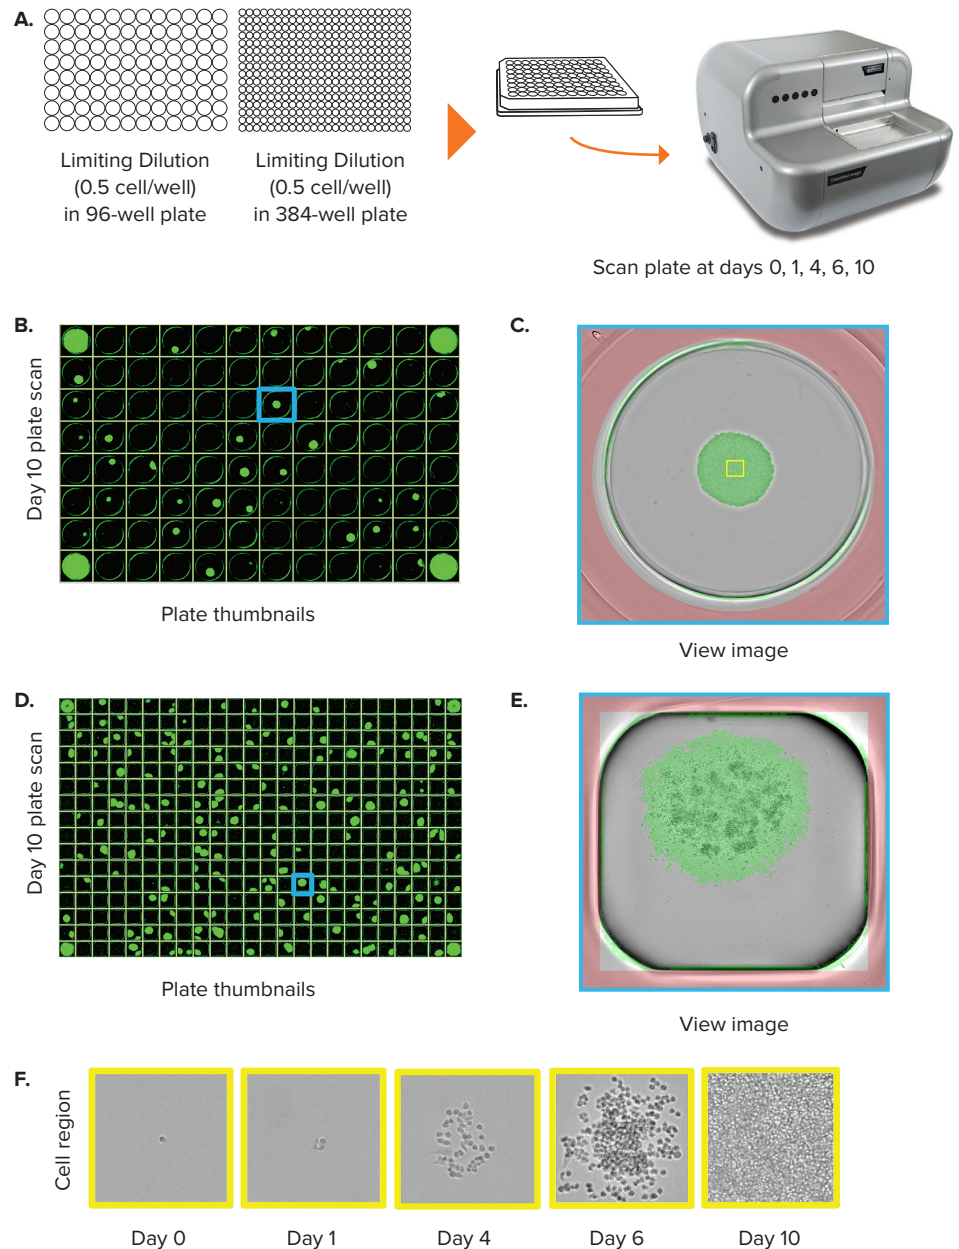 A.
Limiting Dilution
(0.5 cell/well)
in 96-well plate
Limiting Dilution
(0.5 cell/well)
in 384-well plate
Scan plate at days 0, 1, 4, 6, 10
B.
Day 10 plate scan
Plate thumbnails
C.
View image
D.
Day 10 plate scan
Plate thumbnails
E.
View image
F.
Cell region
Day 0
Day 1
Day 4
Day 6
Day 10